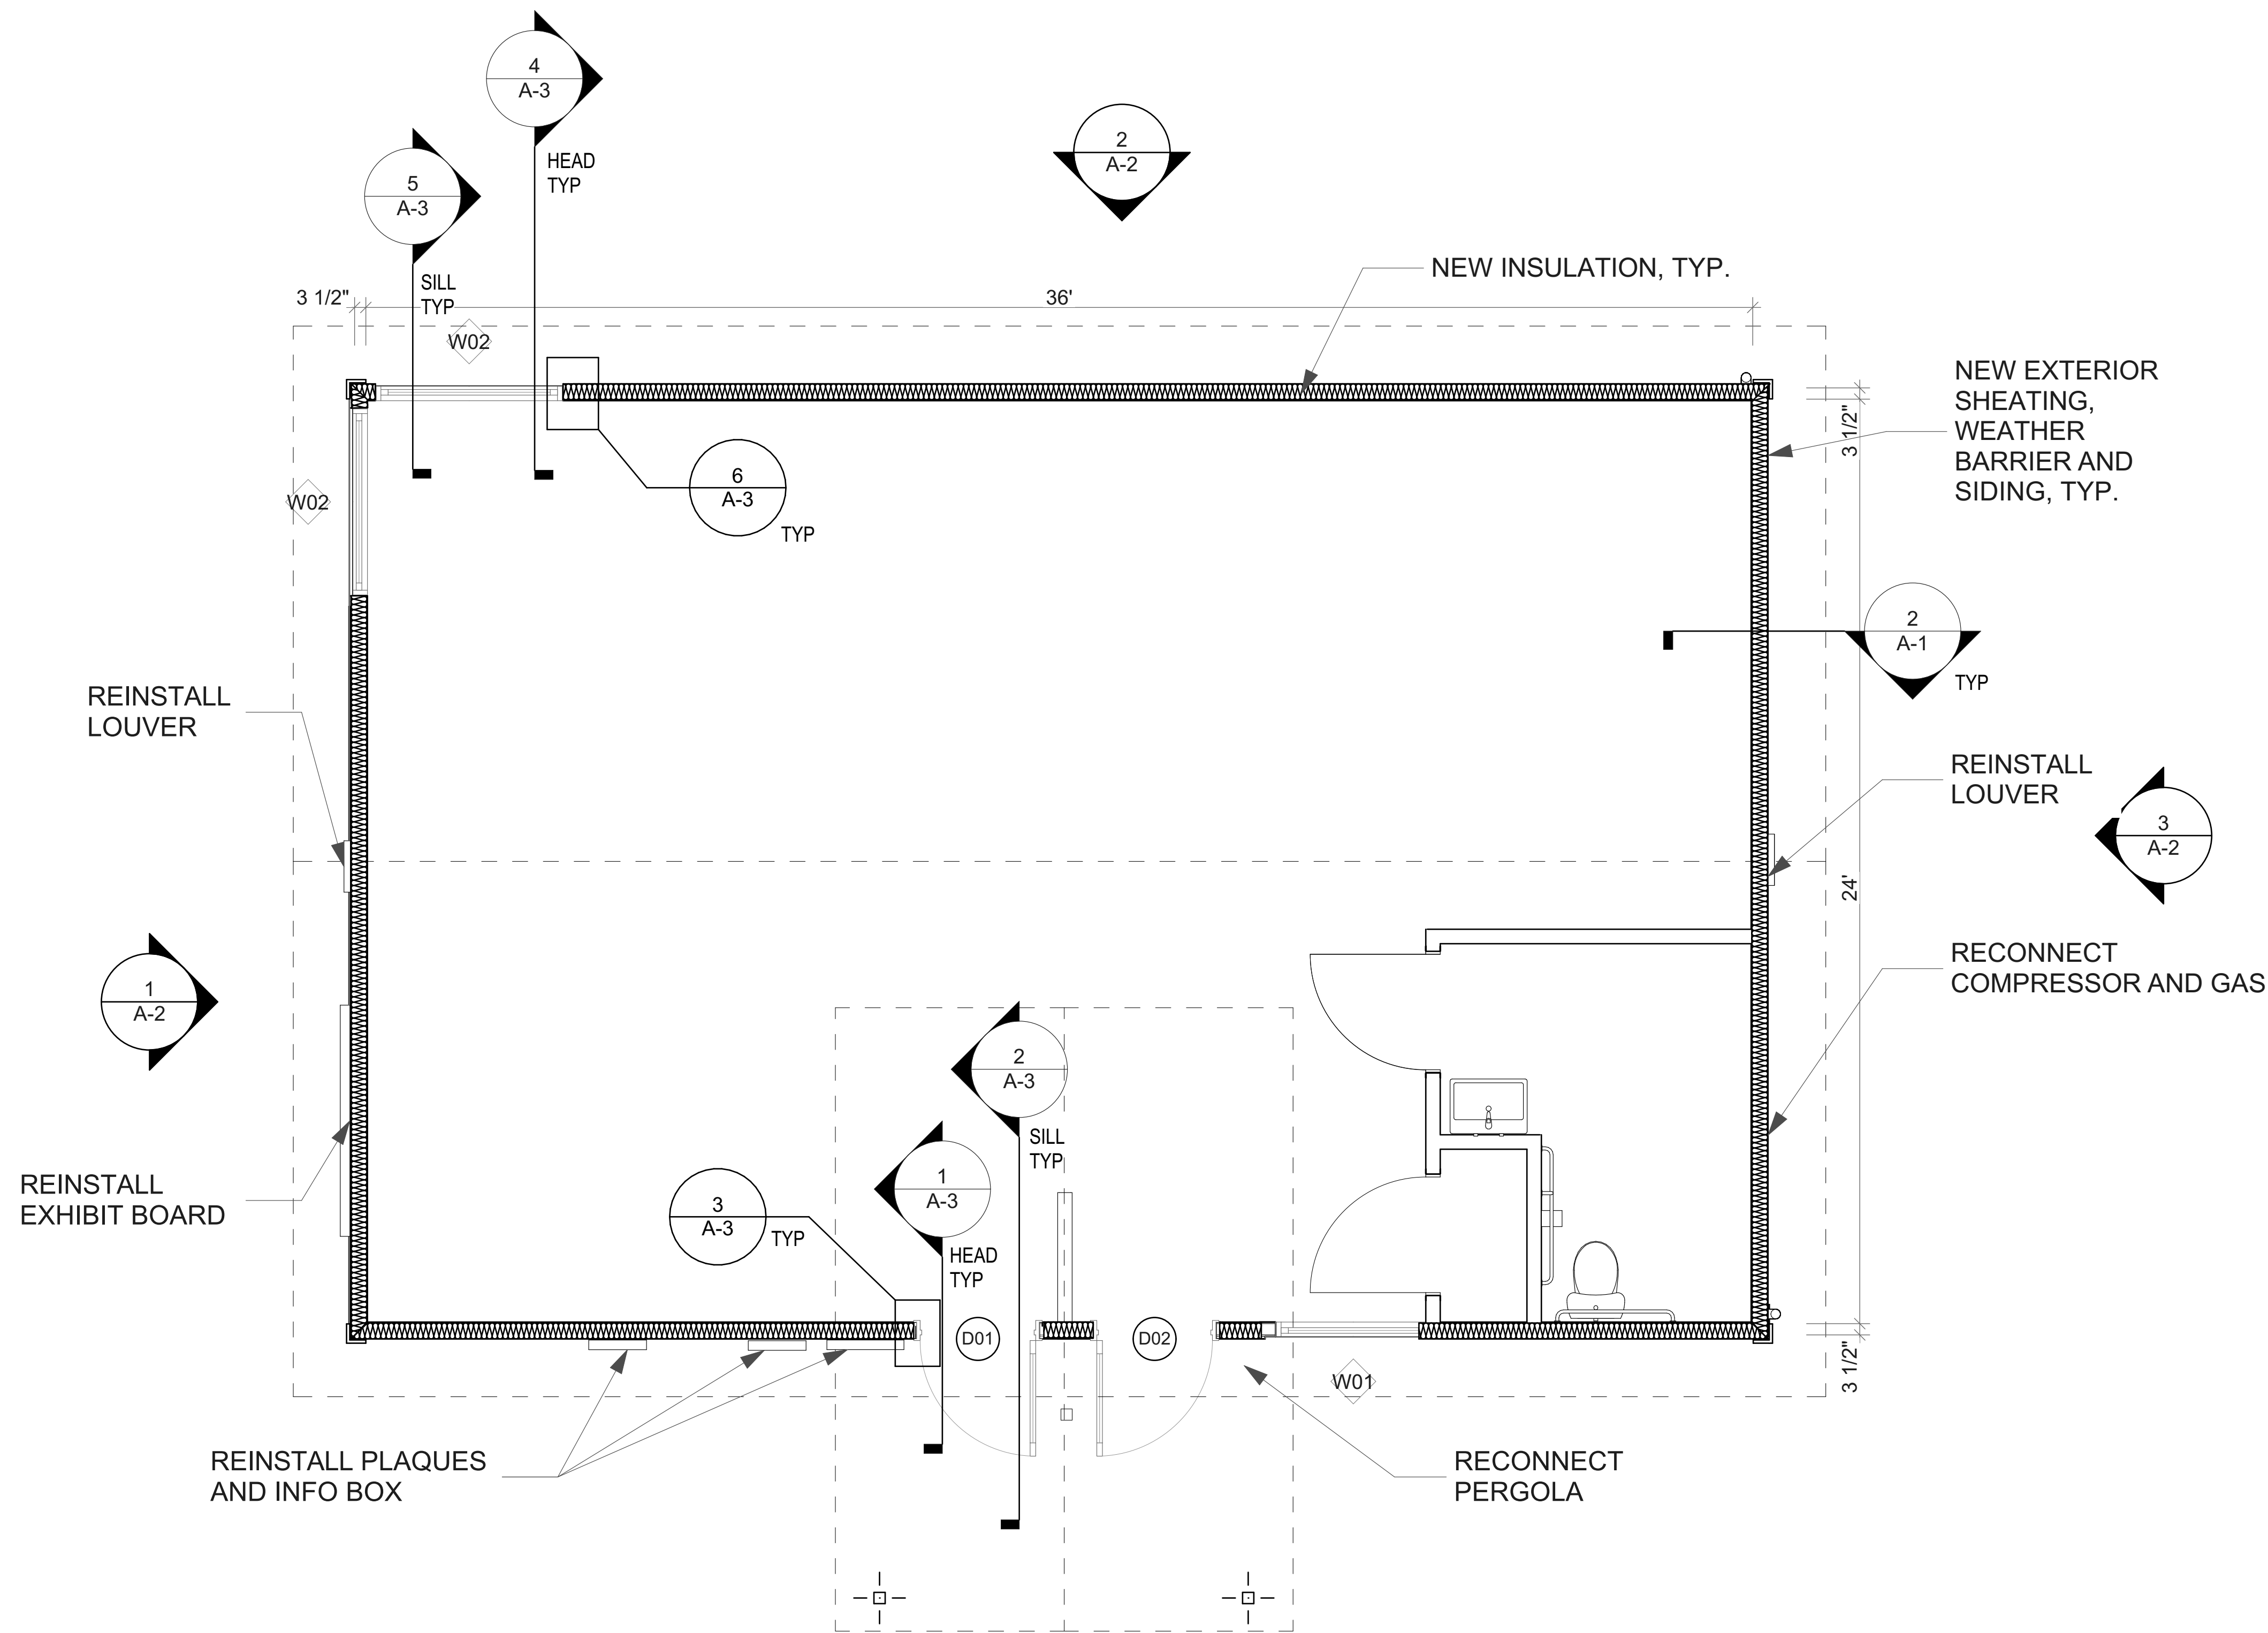 4
A-3
HEAD
TYP
5
A-3
SILL
TYP
2
A-2
NEW INSULATION, TYP.
3 1/2"
36'
W02
W02
NEW EXTERIOR
SHEATING,
WEATHER
BARRIER AND
SIDING, TYP.
3 1/2"
6
A-3
TYP
2
A-1
TYP
REINSTALL
LOUVER
REINSTALL
LOUVER
3
A-2
24'
RECONNECT
COMPRESSOR AND GAS
1
A-2
2
A-3
SILL
TYP
1
A-3
HEAD
TYP
REINSTALL
EXHIBIT BOARD
3
A-3
TYP
D01
D02
W01
3 1/2"
REINSTALL PLAQUES
AND INFO BOX
RECONNECT
PERGOLA